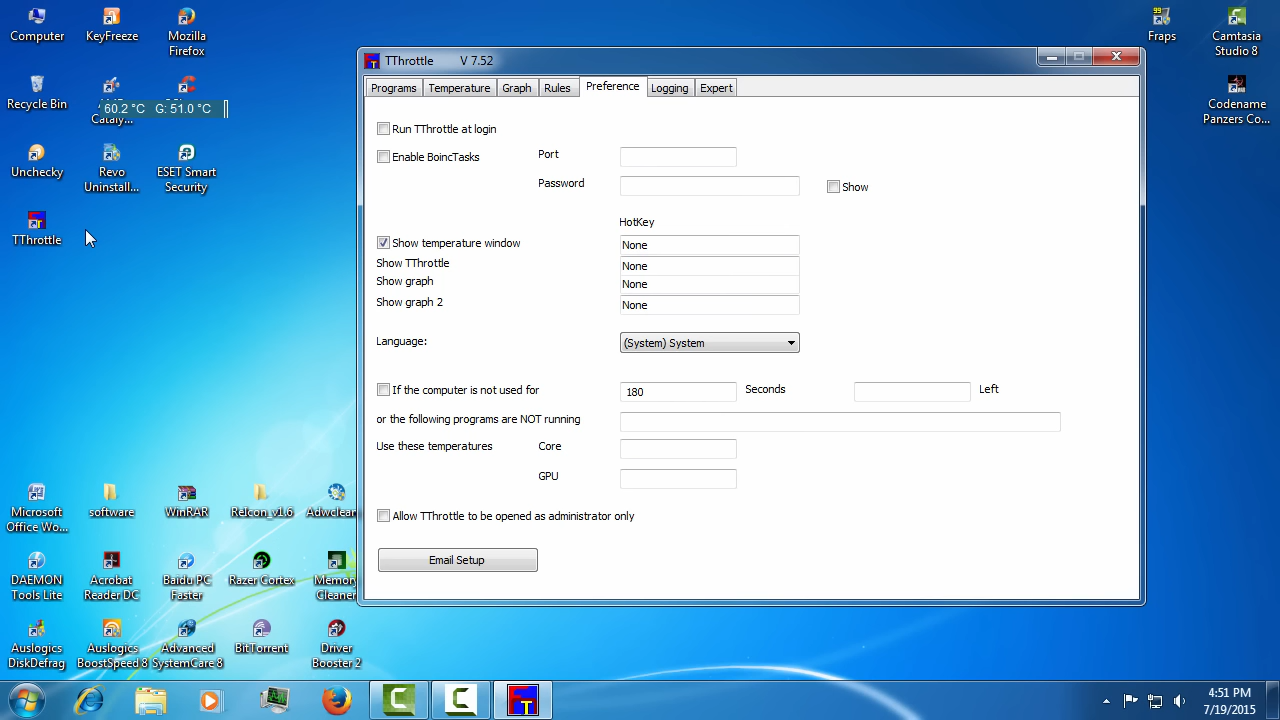 Computer
KeyFreeze
Mozilla
Firefox
Recycle Bin
Cataly...
60.2 °C G: 51.0 °C
Unchecky
Revo
Uninstall...
ESET Smart
Security
TThrottle
Microsoft
Office Wo...
software
WinRAR
ReIcon_v1.6
Adwclean
DAEMON
Tools Lite
Acrobat
Reader DC
Baidu PC
Faster
Razer Cortex
Memory
Cleaner
Auslogics
DiskDefrag
Auslogics
BoostSpeed 8
Advanced
SystemCare 8
BitTorrent
Driver
Booster 2
99
Fraps
Camtasia
Studio 8
Codename
Panzers Co...
TThrottle V 7.52
Programs Temperature Graph Rules Preference Logging Expert
Run TThrottle at login
Enable BoincTasks Port
Password Show
HotKey
Show temperature window None
Show TThrottle None
Show graph None
Show graph 2 None
Language: (System) System
If the computer is not used for 180 Seconds Left
or the following programs are NOT running
Use these temperatures Core
GPU
Allow TThrottle to be opened as administrator only
Email Setup
4:51 PM
7/19/2015